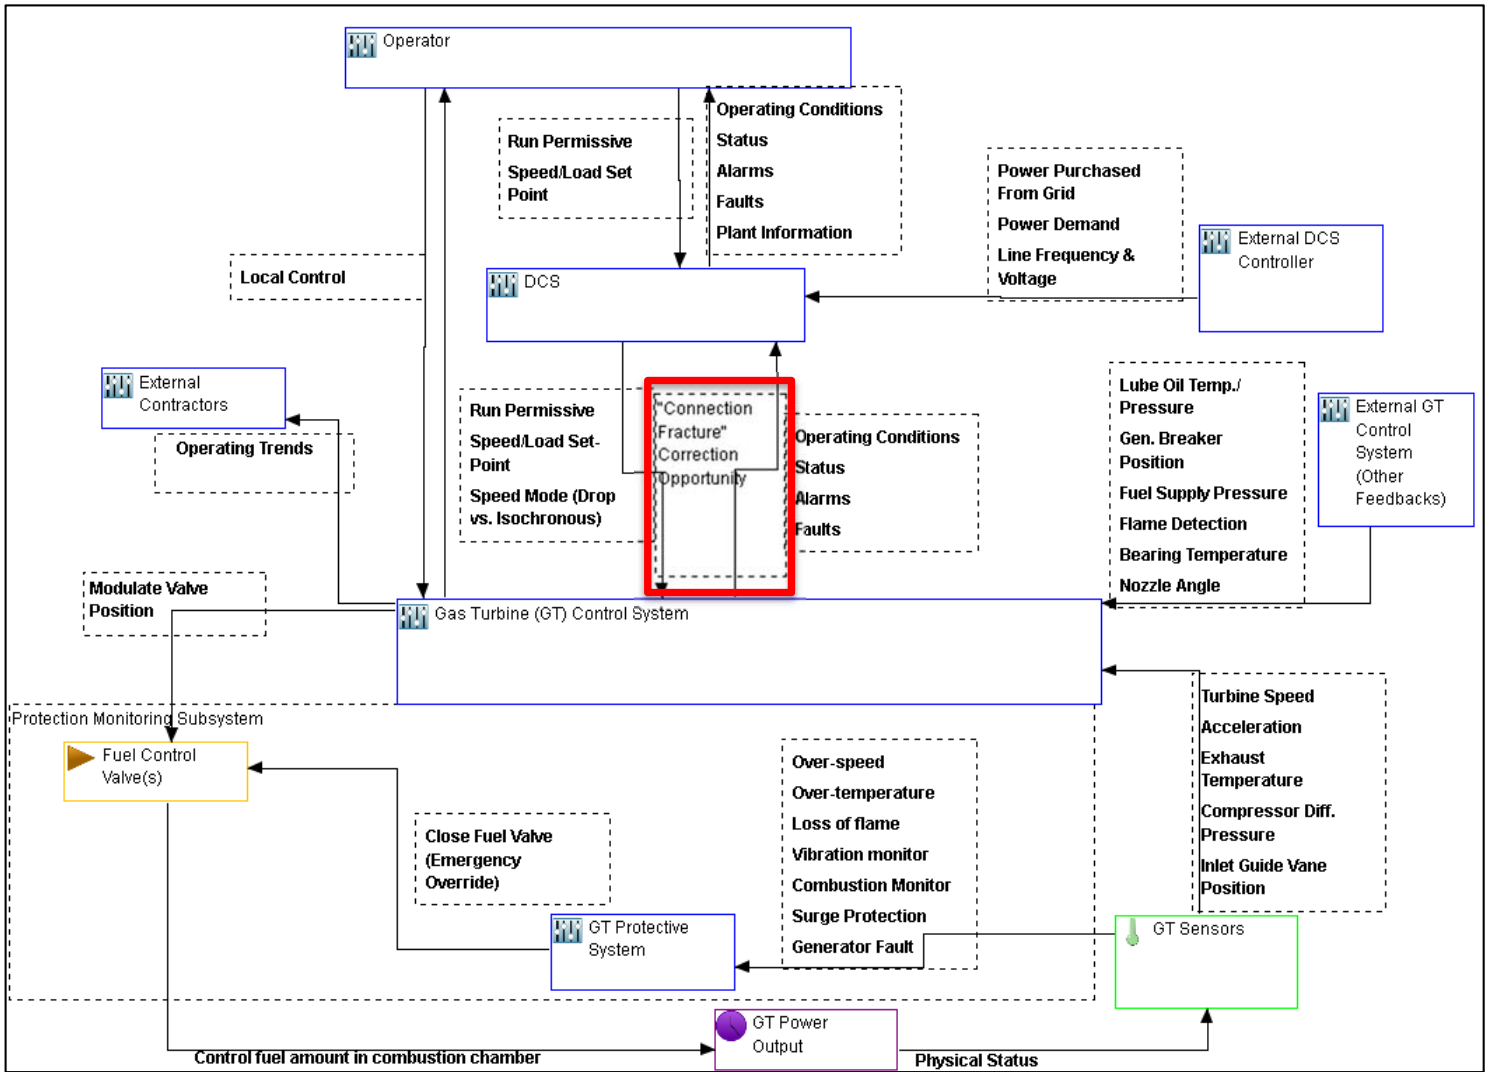 Operator
Run Permissive
Speed/Load Set
Point
Operating Conditions
Status
Alarms
Faults
Plant Information
Power Purchased
From Grid
Power Demand
Line Frequency &
Voltage
External DCS
Controller
Local Control
DCS
External
Contractors
Operating Trends
Run Permissive
Speed/Load Set-
Point
Speed Mode (Drop
vs. Isochronous)
"Connection
Fracture"
Correction
Opportunity
Operating Conditions
Status
Alarms
Faults
Lube Oil Temp./
Pressure
Gen. Breaker
Position
Fuel Supply Pressure
Flame Detection
Bearing Temperature
Nozzle Angle
External GT
Control
System
(Other
Feedbacks)
Modulate Valve
Position
Gas Turbine (GT) Control System
Protection Monitoring Subsystem
Fuel Control
Valve(s)
Close Fuel Valve
(Emergency
Override)
Over-speed
Over-temperature
Loss of flame
Vibration monitor
Combustion Monitor
Surge Protection
Generator Fault
Turbine Speed
Acceleration
Exhaust
Temperature
Compressor Diff.
Pressure
Inlet Guide Vane
Position
GT Protective
System
GT Sensors
GT Power
Output
Control fuel amount in combustion chamber
Physical Status